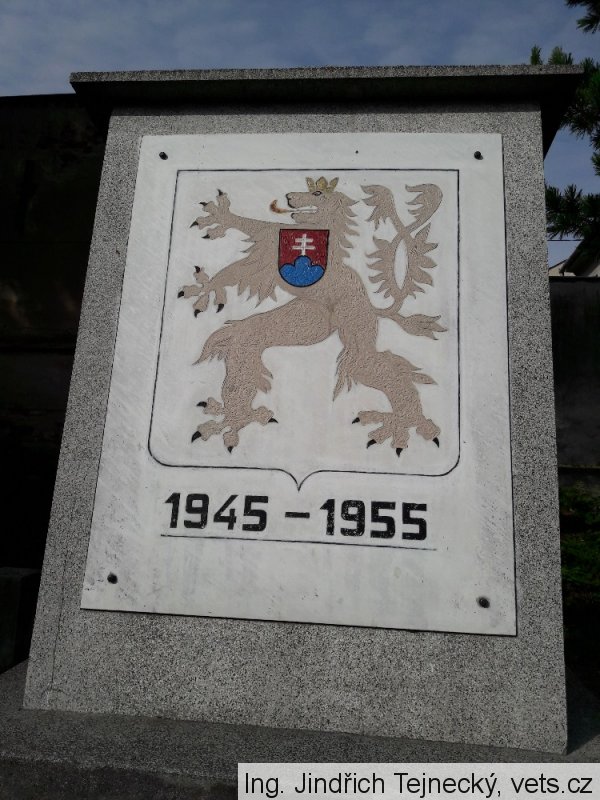 1945 – 1955
Ing. Jindřich Tejnecký, vets.cz